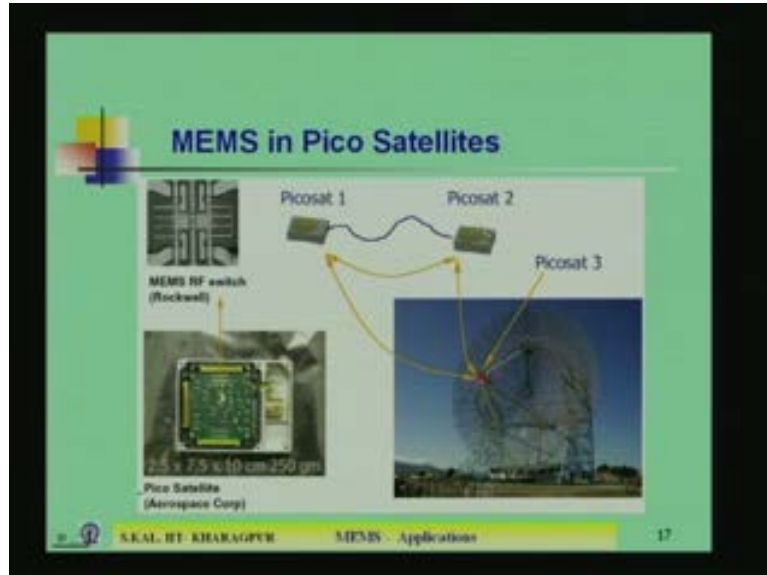 MEMS in Pico Satellites
Picosat 1
Picosat 2
MEMS RF switch
(Rockwell)
Picosat 3
2.5 x 7.5 x 10 cm 250 gm
Pico Satellite
(Aerospace Corp)
S.KAL, IIT- KHARAGPUR
MEMS - Applications
17